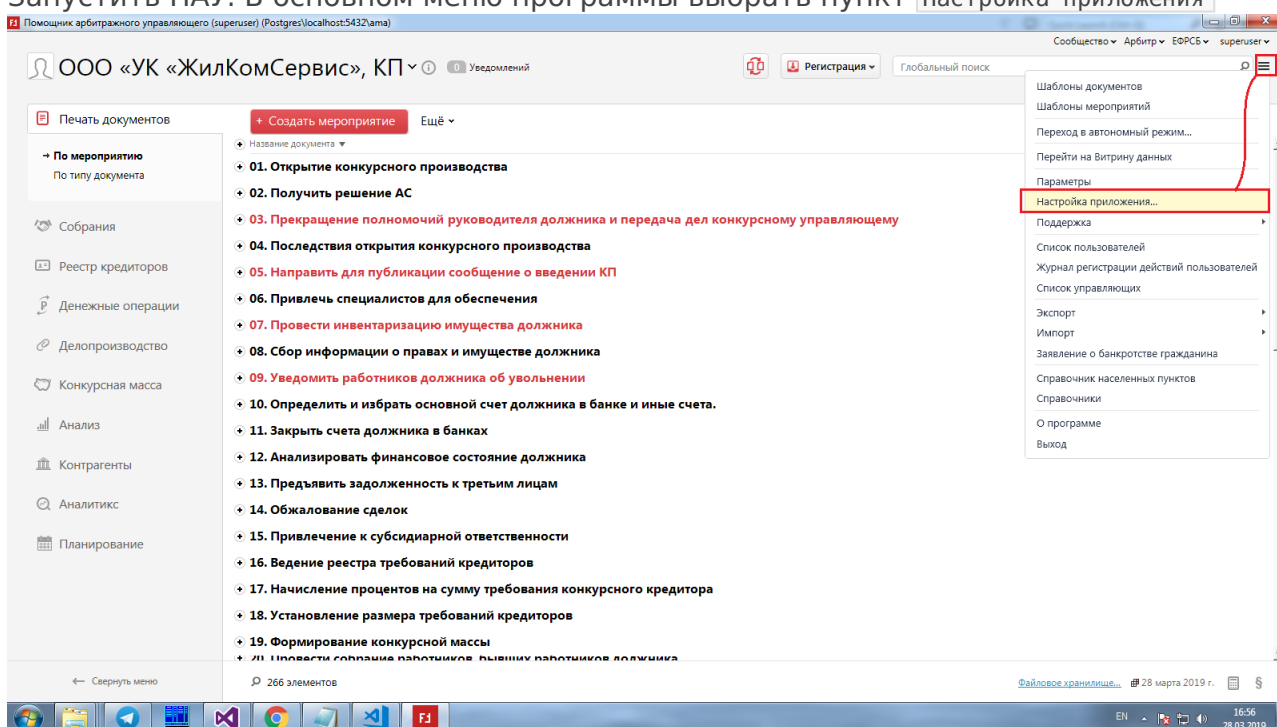 Запустить ПАУ. В основном меню программы выбрать пункт Настройка приложения
Помощник арбитражного управляющего (superuser) (Postgres\localhost:5432\ama)
Сообщество Арбитр ЕФРСБ superuser
ООО «УК «ЖилКомСервис», КП 0 Уведомлений Регистрация Глобальный поиск
Печать документов
По мероприятию
По типу документа
Собрания
Реестр кредиторов
Денежные операции
Делопроизводство
Конкурсная масса
Анализ
Контрагенты
Аналитикс
Планирование
← Свернуть меню
+ Создать мероприятие Ещё
Название документа
01. Открытие конкурсного производства
02. Получить решение АС
03. Прекращение полномочий руководителя должника и передача дел конкурсному управляющему
04. Последствия открытия конкурсного производства
05. Направить для публикации сообщение о введении КП
06. Привлечь специалистов для обеспечения
07. Провести инвентаризацию имущества должника
08. Сбор информации о правах и имуществе должника
09. Уведомить работников должника об увольнении
10. Определить и избрать основной счет должника в банке и иные счета.
11. Закрыть счета должника в банках
12. Анализировать финансовое состояние должника
13. Предъявить задолженность к третьим лицам
14. Обжалование сделок
15. Привлечение к субсидиарной ответственности
16. Ведение реестра требований кредиторов
17. Начисление процентов на сумму требования конкурсного кредитора
18. Установление размера требований кредиторов
19. Формирование конкурсной массы
20. Провести собрание работников, бывших работников должника
Шаблоны документов
Шаблоны мероприятий
Переход в автономный режим...
Перейти на Витрину данных
Параметры
Настройка приложения...
Поддержка
Список пользователей
Журнал регистрации действий пользователей
Список управляющих
Экспорт
Импорт
Заявление о банкротстве гражданина
Справочник населенных пунктов
Справочники
О программе
Выход
266 элементов
Файловое хранилище... # 28 марта 2019 г. §
EN 16:56
28.03.2019